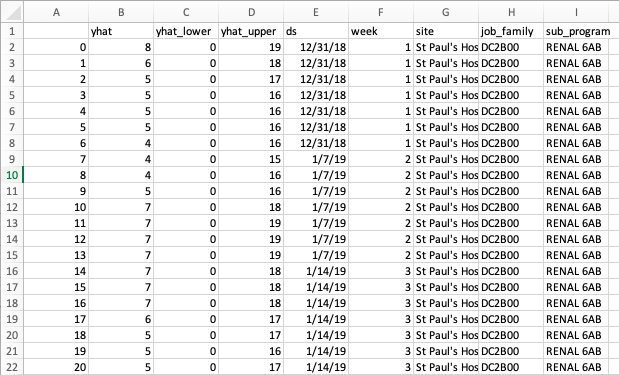 A B C D E F G H I
1 yhat yhat_lower yhat_upper ds week site job_family sub_program
2 0 8 0 19 12/31/18 1 St Paul's Hos DC2B00 RENAL 6AB
3 1 6 0 18 12/31/18 1 St Paul's Hos DC2B00 RENAL 6AB
4 2 5 0 17 12/31/18 1 St Paul's Hos DC2B00 RENAL 6AB
5 3 5 0 16 12/31/18 1 St Paul's Hos DC2B00 RENAL 6AB
6 4 5 0 16 12/31/18 1 St Paul's Hos DC2B00 RENAL 6AB
7 5 5 0 16 12/31/18 1 St Paul's Hos DC2B00 RENAL 6AB
8 6 4 0 16 12/31/18 1 St Paul's Hos DC2B00 RENAL 6AB
9 7 4 0 15 1/7/19 2 St Paul's Hos DC2B00 RENAL 6AB
10 8 4 0 16 1/7/19 2 St Paul's Hos DC2B00 RENAL 6AB
11 9 5 0 16 1/7/19 2 St Paul's Hos DC2B00 RENAL 6AB
12 10 7 0 18 1/7/19 2 St Paul's Hos DC2B00 RENAL 6AB
13 11 7 0 19 1/7/19 2 St Paul's Hos DC2B00 RENAL 6AB
14 12 7 0 19 1/7/19 2 St Paul's Hos DC2B00 RENAL 6AB
15 13 7 0 19 1/7/19 2 St Paul's Hos DC2B00 RENAL 6AB
16 14 7 0 18 1/14/19 3 St Paul's Hos DC2B00 RENAL 6AB
17 15 7 0 18 1/14/19 3 St Paul's Hos DC2B00 RENAL 6AB
18 16 7 0 18 1/14/19 3 St Paul's Hos DC2B00 RENAL 6AB
19 17 6 0 17 1/14/19 3 St Paul's Hos DC2B00 RENAL 6AB
20 18 5 0 17 1/14/19 3 St Paul's Hos DC2B00 RENAL 6AB
21 19 5 0 16 1/14/19 3 St Paul's Hos DC2B00 RENAL 6AB
22 20 5 0 17 1/14/19 3 St Paul's Hos DC2B00 RENAL 6AB